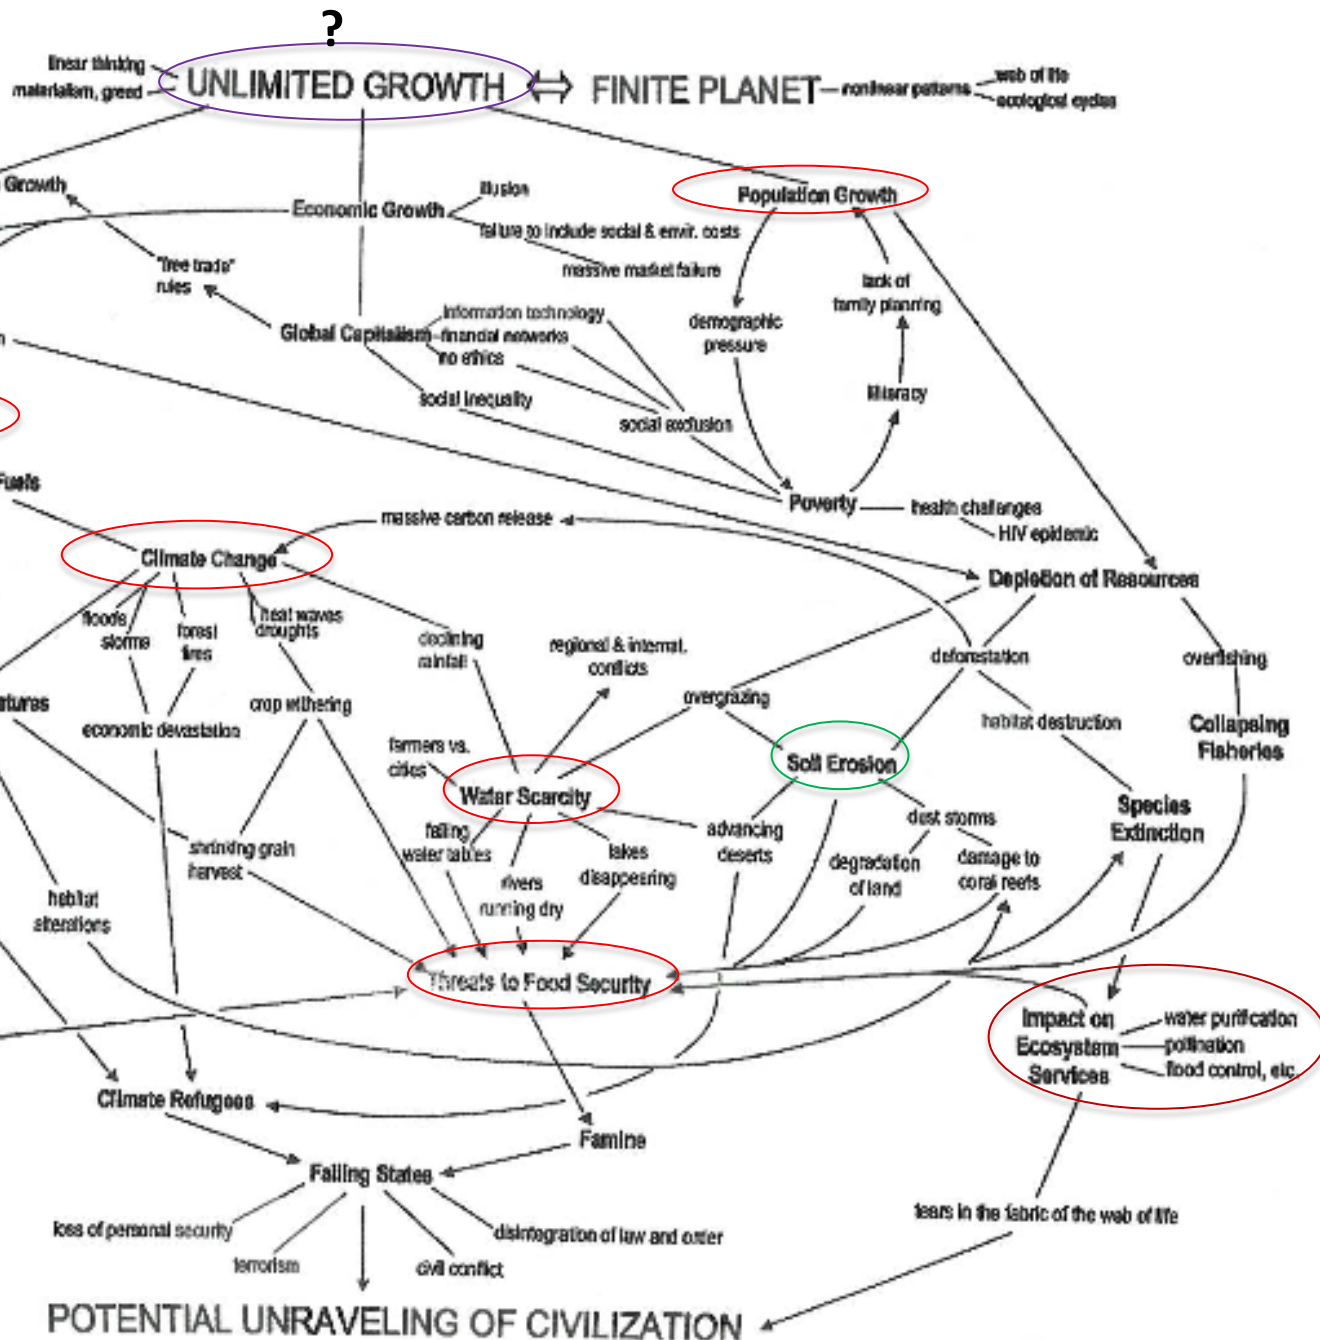 ?
linear thinking
materialism, greed
UNLIMITED GROWTH
FINITE PLANET
nonlinear patterns
web of life
ecological cycles
Growth
Economic Growth
illusion
failure to include social & envir. costs
massive market failure
Population Growth
"free trade"
rules
Global Capitalism
information technology
financial networks
no ethics
social inequality
social exclusion
demographic
pressure
lack of
family planning
illiteracy
Poverty
health challenges
HIV epidemic
Fuels
massive carbon release
Climate Change
Depletion of Resources
floods
storms
forest
fires
heat waves
droughts
declining
rainfall
regional & internat.
conflicts
deforestation
overfishing
overgrazing
crop withering
economic devastation
habitat destruction
Collapsing
Fisheries
farmers vs.
cities
Soil Erosion
Water Scarcity
Species
Extinction
dust storms
falling
water tables
lakes
disappearing
advancing
deserts
shrinking grain
harvest
degradation
of land
damage to
coral reefs
rivers
running dry
habitat
alterations
Threats to Food Security
Impact on
Ecosystem
Services
water purification
pollination
flood control, etc.
Climate Refugees
Famine
Failing States
loss of personal security
terrorism
civil conflict
disintegration of law and order
tears in the fabric of the web of life
POTENTIAL UNRAVELING OF CIVILIZATION